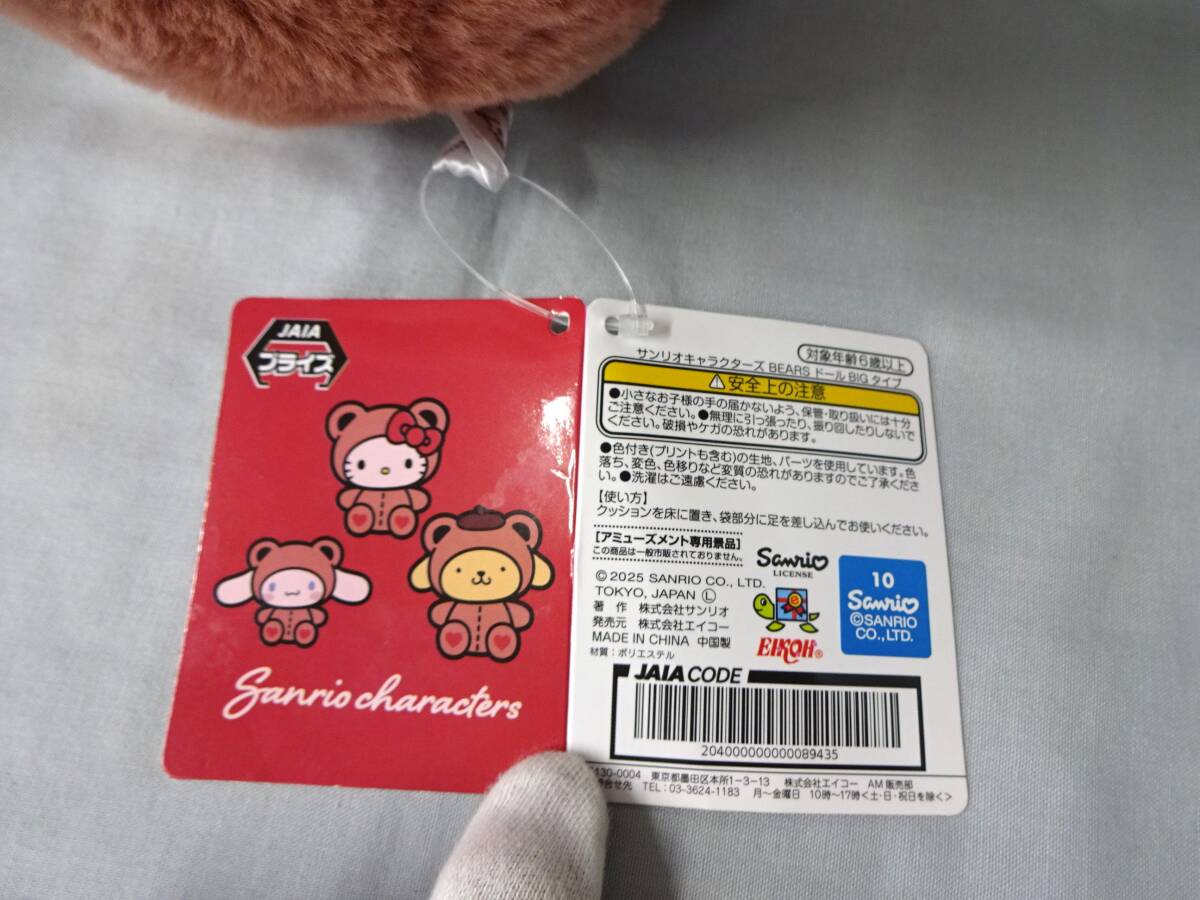 JAIA
プライズ
Sanrio characters
対象年齢6歳以上
サンリオキャラクターズ BEARS ドール BIG タイプ
⚠安全上の注意
●小さなお子様の手の届かないよう、保管・取り扱いには十分
ご注意ください。●無理に引っ張ったり、振り回したりしないで
ください。破損やケガの恐れがあります。
●色付き(プリントも含む)の生地、パーツを使用しています。色
落ち、変色、色移りなど変質の恐れがありますのでご了承くださ
い。●洗濯はご遠慮ください。
【使い方】
クッションを床に置き、袋部分に足を差し込んでお使いください。
[アミューズメント専用景品]
この商品は一般市販されておりません。
Sanrio
LICENSE
©2025 SANRIO CO., LTD.
TOKYO, JAPAN Ⓛ
著 作 株式会社サンリオ
発売元 株式会社エイコー
MADE IN CHINA 中国製
材質：ポリエステル
EIKOH®
10
Sanrio
©SANRIO
CO.,LTD.
JAIA CODE
204000000000089435
130-0004 東京都墨田区本所1-3-13 株式会社エイコー AM販売部
合せ先 TEL：03-3624-1183 月～金曜日 10時～17時<土・日・祝日を除く>